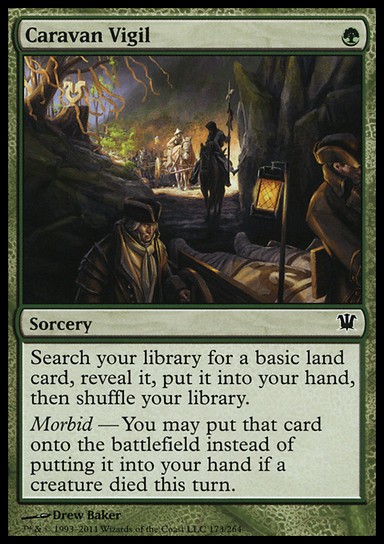 Caravan Vigil
Sorcery
Search your library for a basic land
card, reveal it, put it into your hand,
then shuffle your library.
Morbid — You may put that card
onto the battlefield instead of
putting it into your hand if a
creature died this turn.
Drew Baker
™ & © 1993–2011 Wizards of the Coast LLC 173/264